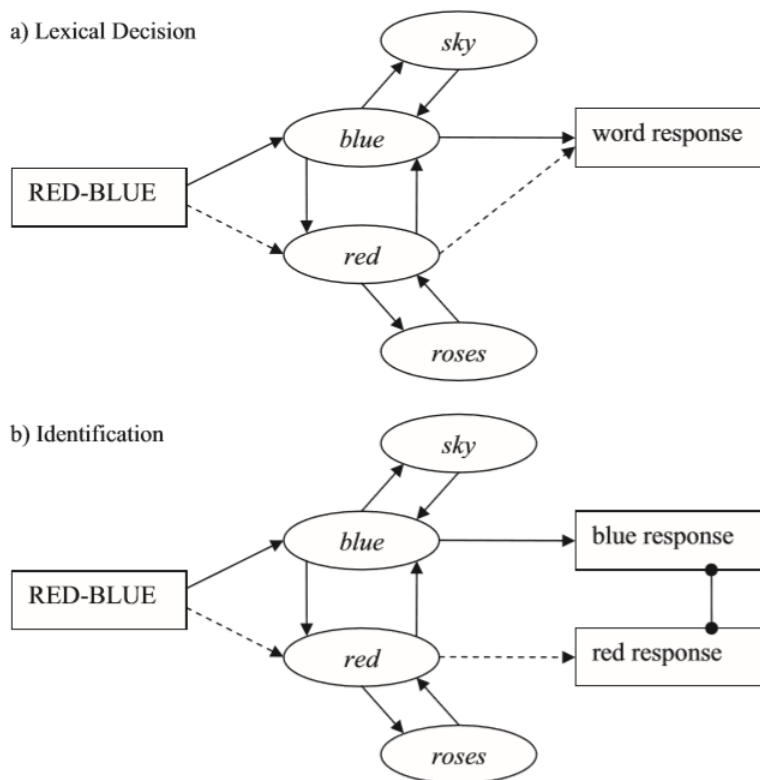 a) Lexical Decision
sky
blue
word response
RED-BLUE
red
roses
b) Identification
sky
blue
blue response
RED-BLUE
red
red response
roses